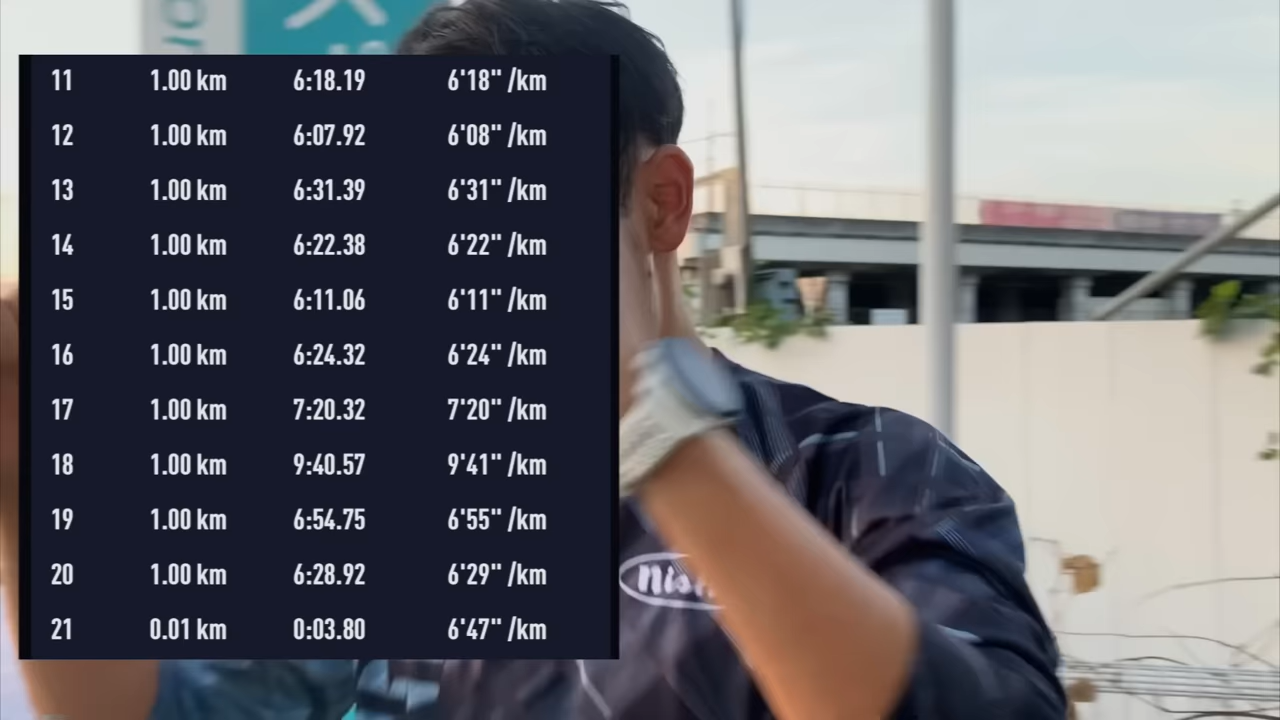 11 1.00 km 6:18.19 6'18" /km
12 1.00 km 6:07.92 6'08" /km
13 1.00 km 6:31.39 6'31" /km
14 1.00 km 6:22.38 6'22" /km
15 1.00 km 6:11.06 6'11" /km
16 1.00 km 6:24.32 6'24" /km
17 1.00 km 7:20.32 7'20" /km
18 1.00 km 9:40.57 9'41" /km
19 1.00 km 6:54.75 6'55" /km
20 1.00 km 6:28.92 6'29" /km
21 0.01 km 0:03.80 6'47" /km